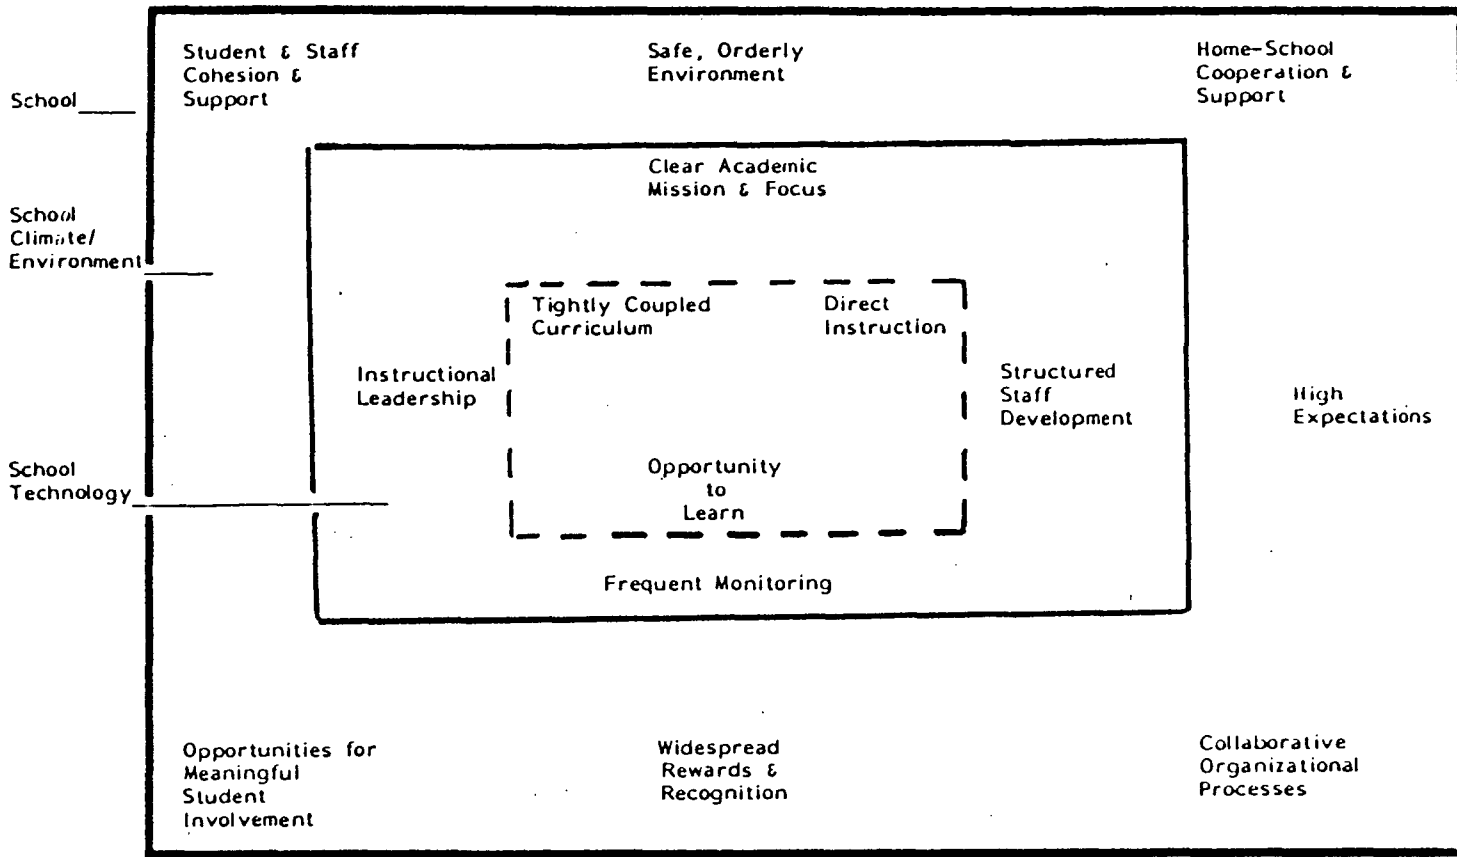 Student & Staff
Cohesion &
Support
Safe, Orderly
Environment
Home-School
Cooperation &
Support
School
Clear Academic
Mission & Focus
School
Climate/
Environment
Tightly Coupled
Curriculum
Direct
Instruction
Instructional
Leadership
Structured
Staff
Development
High
Expectations
School
Technology
Opportunity
to
Learn
Frequent Monitoring
Opportunities for
Meaningful
Student
Involvement
Widespread
Rewards &
Recognition
Collaborative
Organizational
Processes